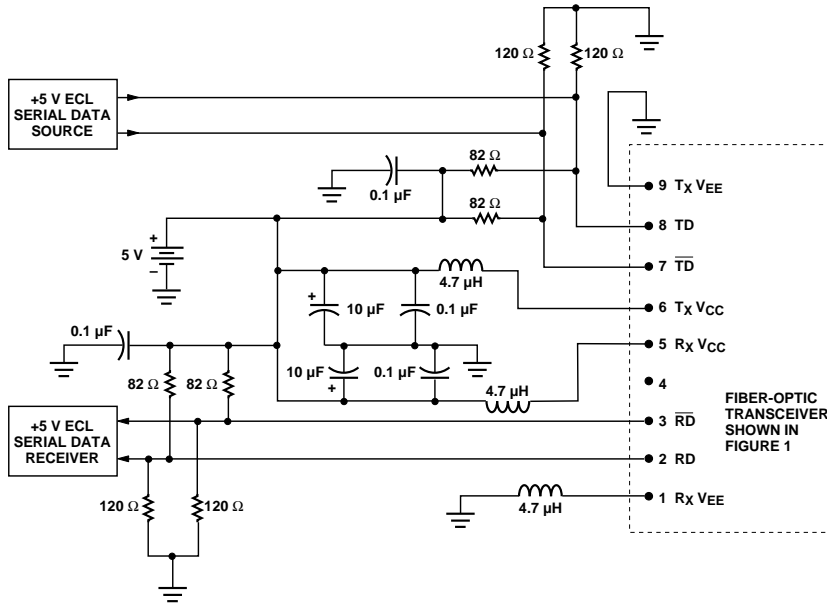 120 Ω
120 Ω
+5 V ECL
SERIAL DATA
SOURCE
82 Ω
0.1 µF
82 Ω
+
5 V
–
4.7 µH
+
10 µF
0.1 µF
0.1 µF
82 Ω
82 Ω
10 µF
+
0.1 µF
4.7 µH
+5 V ECL
SERIAL DATA
RECEIVER
120 Ω
120 Ω
4.7 µH
9 TX VEE
8 TD
7 T̅D̅
6 TX VCC
5 RX VCC
4
3 R̅D̅
2 RD
1 RX VEE
FIBER-OPTIC
TRANSCEIVER
SHOWN IN
FIGURE 1